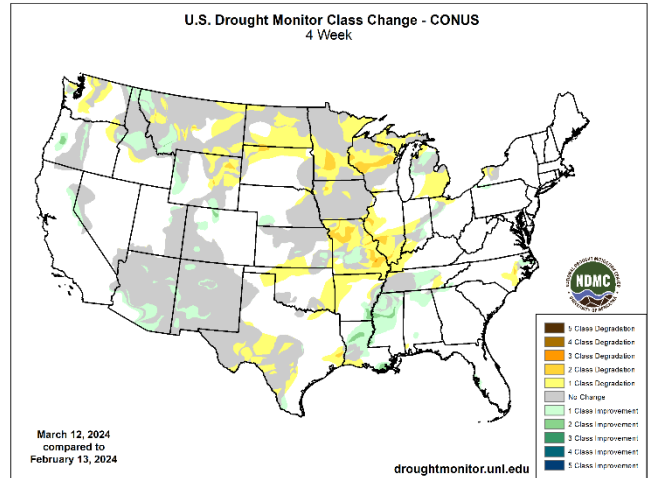 U.S. Drought Monitor Class Change - CONUS
4 Week
NDMC
5 Class Degradation
4 Class Degradation
3 Class Degradation
2 Class Degradation
1 Class Degradation
No Change
1 Class Improvement
2 Class Improvement
3 Class Improvement
4 Class Improvement
5 Class Improvement
March 12, 2024
compared to
February 13, 2024
droughtmonitor.unl.edu